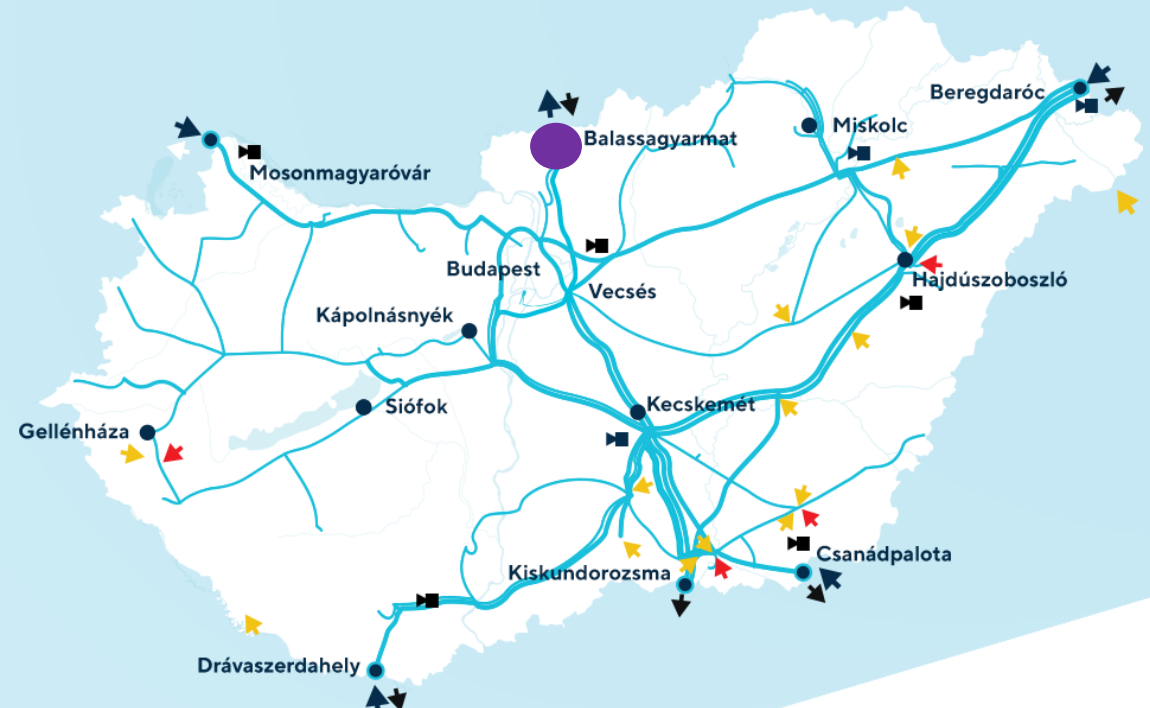 Beregdaróc
Miskolc
Balassagyarmat
Mosonmagyaróvár
Budapest
Hajdúszoboszló
Vecsés
Kápolnásnyék
Kecskemét
Siófok
Gellénháza
Csanádpalota
Kiskundorozsma
Drávaszerdahely